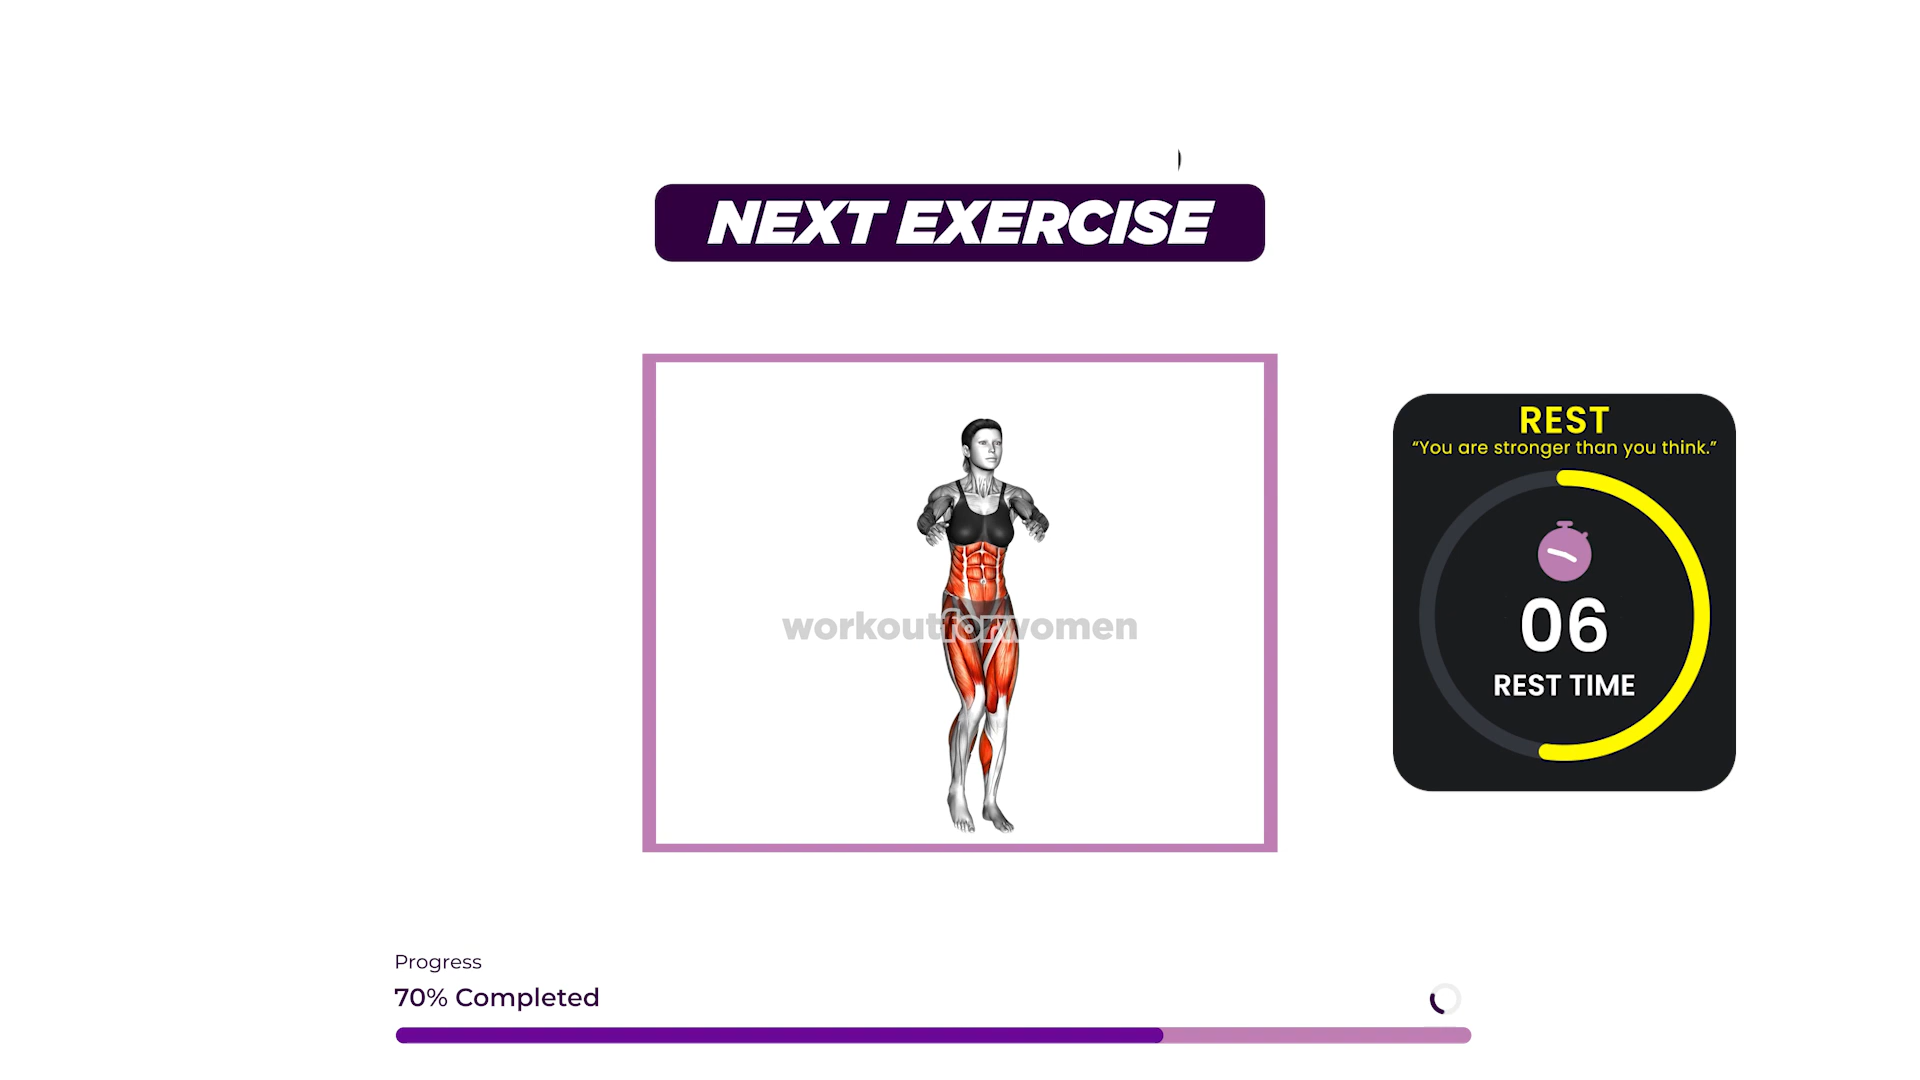 NEXT EXERCISE
REST
“You are stronger than you think.”
06
REST TIME
workoutforwomen
Progress
70% Completed